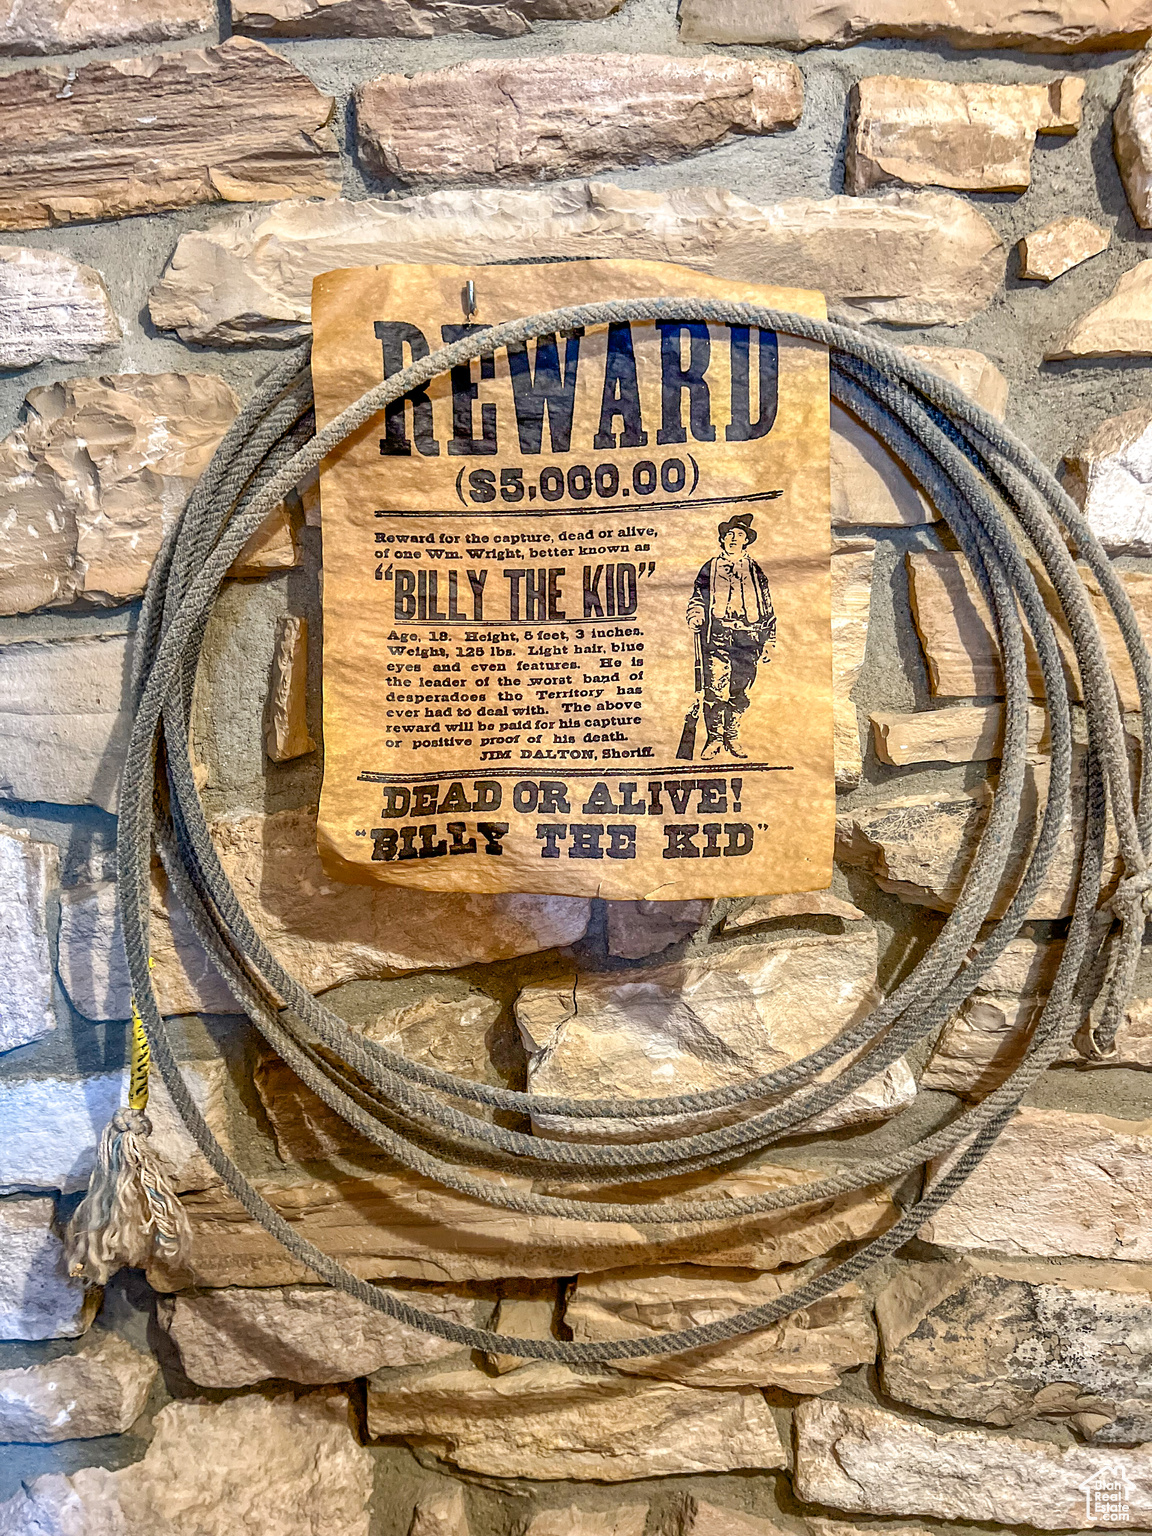 REWARD
($5,000.00)
Reward for the capture, dead or alive,
of one Wm. Wright, better known as
"BILLY THE KID"
Age, 18. Height, 5 feet, 3 inches.
Weight, 125 lbs. Light hair, blue
eyes and even features. He is
the leader of the worst band of
desperadoes the Territory has
ever had to deal with. The above
reward will be paid for his capture
or positive proof of his death.
JIM DALTON, Sheriff.
DEAD OR ALIVE!
"BILLY THE KID"
Utah
Real
Estate
.com